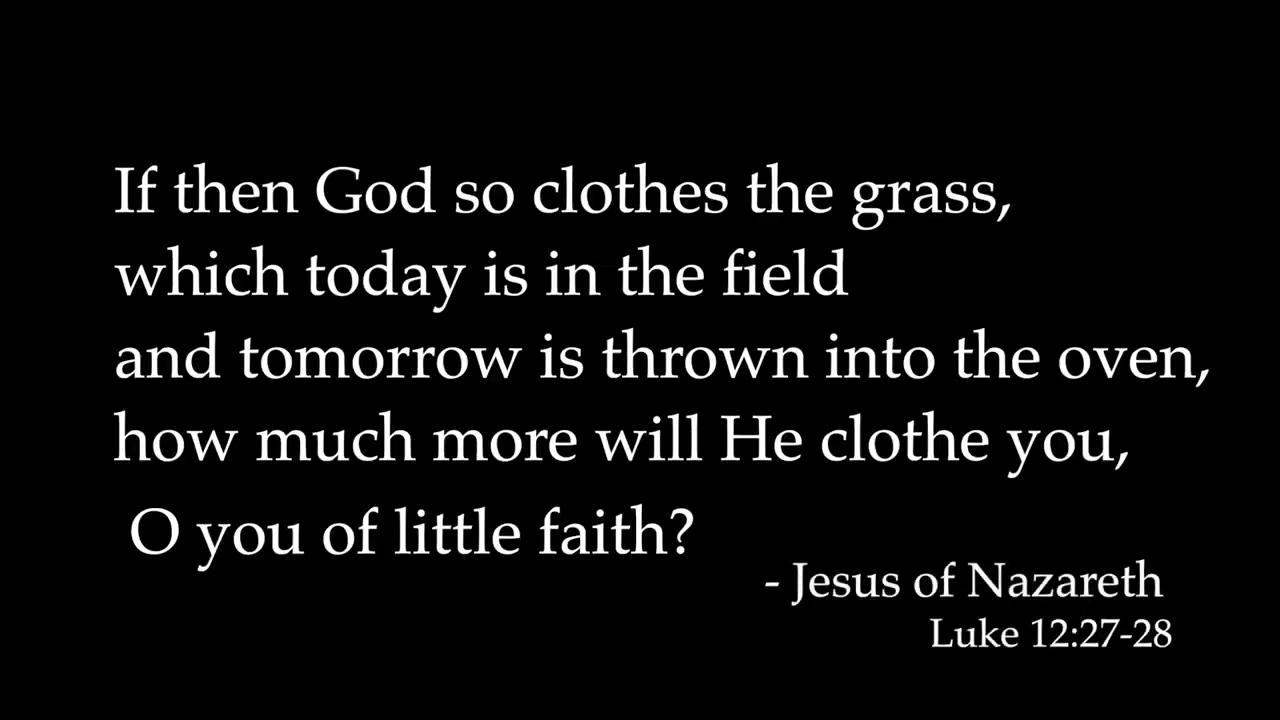 If then God so clothes the grass,
which today is in the field
and tomorrow is thrown into the oven,
how much more will He clothe you,
O you of little faith?
- Jesus of Nazareth
Luke 12:27-28